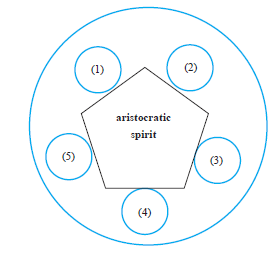 (1)
(2)
aristocratic
spirit
(5)
(3)
(4)